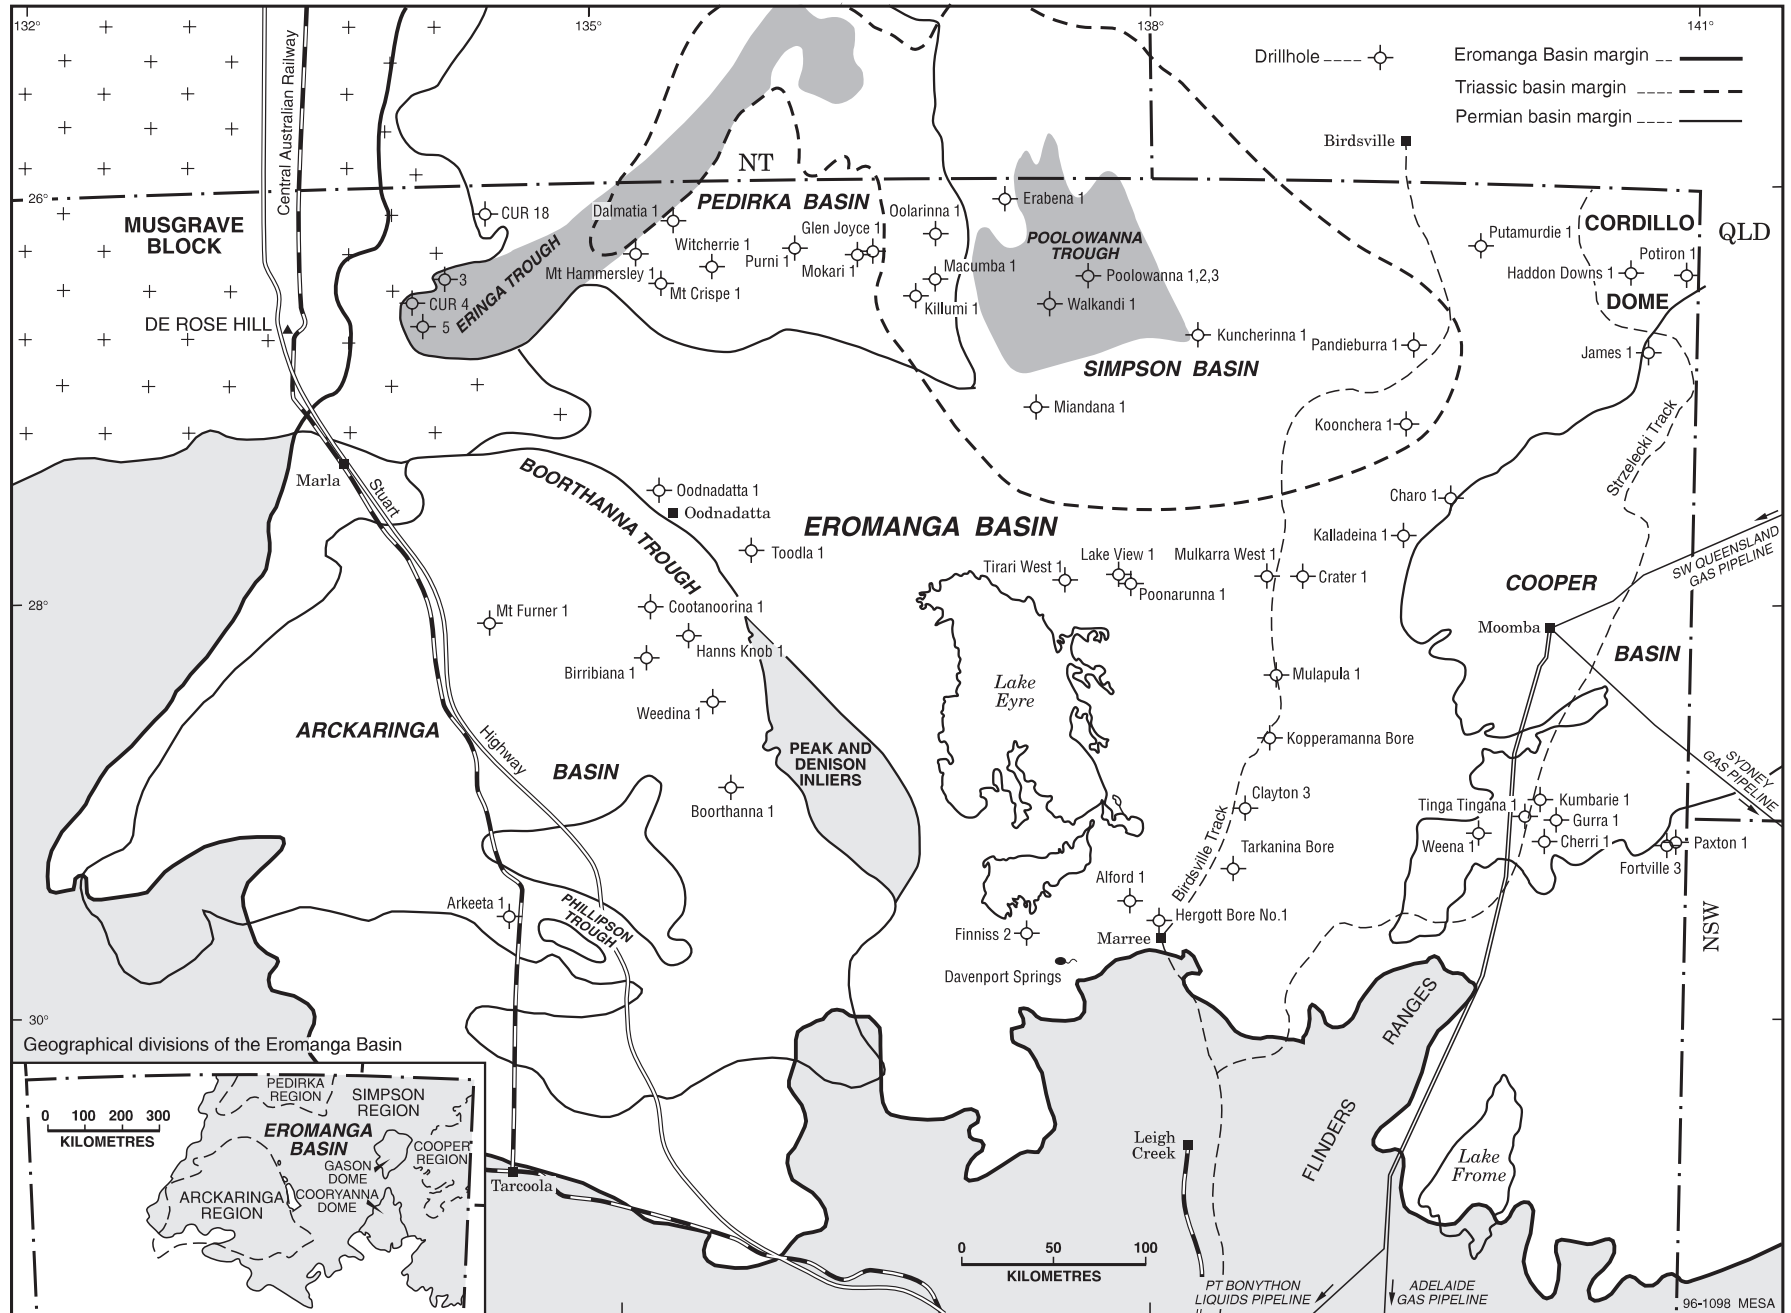 132°
135°
138°
141°
Drillhole
Eromanga Basin margin
Triassic basin margin
Permian basin margin
Central Australian Railway
Birdsville
NT
26°
MUSGRAVE
BLOCK
CUR 18
Dalmatia 1
PEDIRKA BASIN
Oolarinna 1
Erabena 1
CORDILLO
QLD
Witcherrie 1
Glen Joyce 1
Purni 1
Mokari 1
POOLOWANNA
TROUGH
Putamurdie 1
Potiron 1
Haddon Downs 1
DOME
3
CUR 4
5
ERINGA TROUGH
Mt Hammersley 1
Mt Crispe 1
Macumba 1
Killumi 1
Poolowanna 1,2,3
Walkandi 1
DE ROSE HILL
Kuncherinna 1
Pandieburra 1
James 1
SIMPSON BASIN
Miandana 1
Koonchera 1
Strzelecki Track
Marla
Stuart
BOORTHANNA TROUGH
Oodnadatta 1
Oodnadatta
EROMANGA BASIN
Charo 1
Toodla 1
Kalladeina 1
Tirari West 1
Lake View 1
Poonarunna 1
Mulkarra West 1
Crater 1
SW QUEENSLAND
GAS PIPELINE
COOPER
BASIN
28°
Mt Furner 1
Cootanoorina 1
Hanns Knob 1
Birribiana 1
Weedina 1
Moomba
Lake
Eyre
Mulapula 1
ARCKARINGA
BASIN
Highway
PEAK AND
DENISON
INLIERS
Kopperamanna Bore
SYDNEY
GAS PIPELINE
Boorthanna 1
Clayton 3
Birdsville Track
Tinga Tingana 1
Kumbarie 1
Gurra 1
Weena 1
Cherri 1
Paxton 1
Fortville 3
Tarkanina Bore
Alford 1
Arkeeta 1
PHILLIPSON
TROUGH
Hergott Bore No.1
Finniss 2
Marree
NSW
Davenport Springs
FLINDERS
RANGES
30°
Geographical divisions of the Eromanga Basin
PEDIRKA
REGION
SIMPSON
REGION
0 100 200 300
KILOMETRES
EROMANGA
BASIN
COOPER
REGION
GASON
DOME
COORYANNA
DOME
ARCKARINGA
REGION
Tarcoola
Leigh
Creek
Lake
Frome
0 50 100
KILOMETRES
PT BONYTHON
LIQUIDS PIPELINE
ADELAIDE
GAS PIPELINE
96-1098 MESA